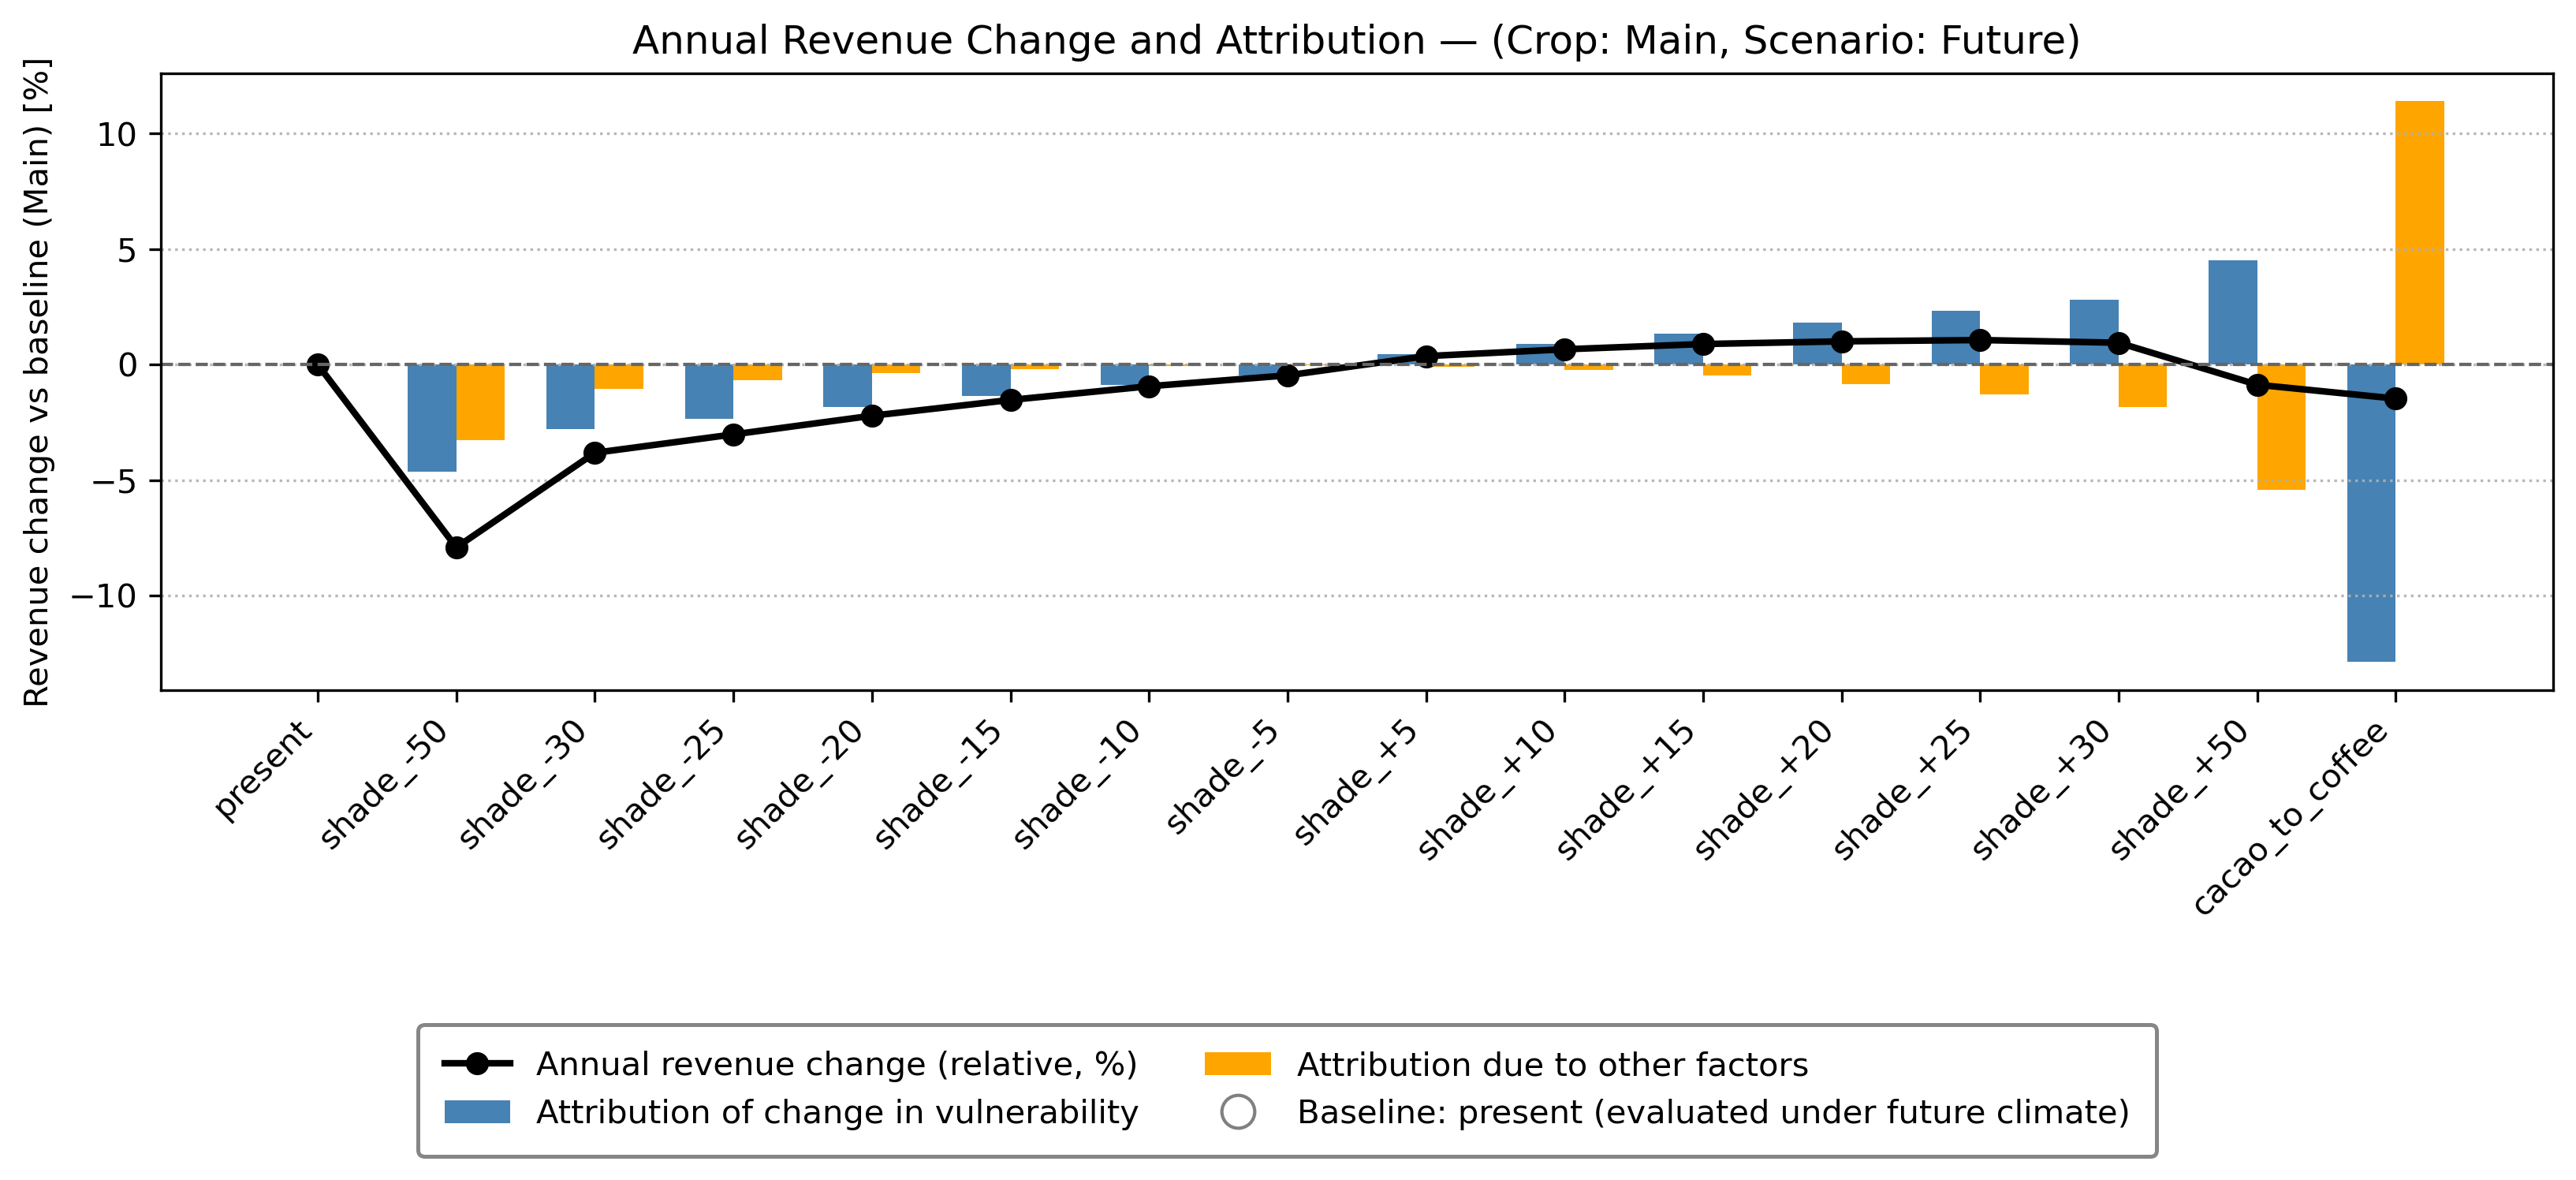 Annual Revenue Change and Attribution — (Crop: Main, Scenario: Future)
Revenue change vs baseline (Main) [%]
10
5
0
−5
−10
present
shade_-50
shade_-30
shade_-25
shade_-20
shade_-15
shade_-10
shade_-5
shade_+5
shade_+10
shade_+15
shade_+20
shade_+25
shade_+30
shade_+50
cacao_to_coffee
Annual revenue change (relative, %)
Attribution of change in vulnerability
Attribution due to other factors
Baseline: present (evaluated under future climate)